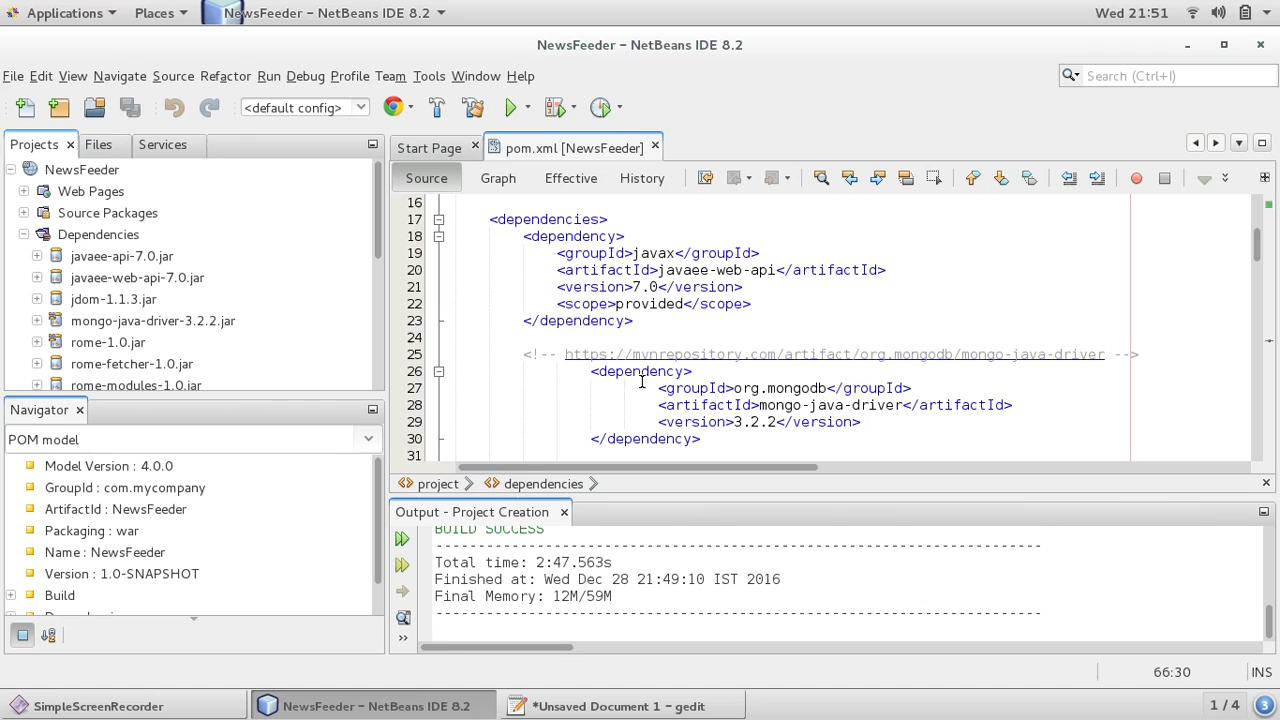 Applications Places NewsFeeder – NetBeans IDE 8.2 Wed 21:51
NewsFeeder – NetBeans IDE 8.2
File Edit View Navigate Source Refactor Run Debug Profile Team Tools Window Help Search (Ctrl+I)
<default config>
Projects Files Services
Start Page pom.xml [NewsFeeder]
Source Graph Effective History
NewsFeeder
Web Pages
Source Packages
Dependencies
javaee-api-7.0.jar
javaee-web-api-7.0.jar
jdom-1.1.3.jar
mongo-java-driver-3.2.2.jar
rome-1.0.jar
rome-fetcher-1.0.jar
rome-modules-1.0.jar
16
17 <dependencies>
18 <dependency>
19 <groupId>javax</groupId>
20 <artifactId>javaee-web-api</artifactId>
21 <version>7.0</version>
22 <scope>provided</scope>
23 </dependency>
24
25 <!-- https://mvnrepository.com/artifact/org.mongodb/mongo-java-driver -->
26 <dependency>
27 <groupId>org.mongodb</groupId>
28 <artifactId>mongo-java-driver</artifactId>
29 <version>3.2.2</version>
30 </dependency>
31
project dependencies
Navigator
POM model
Model Version : 4.0.0
GroupId : com.mycompany
ArtifactId : NewsFeeder
Packaging : war
Name : NewsFeeder
Version : 1.0-SNAPSHOT
Build
Output - Project Creation
BUILD SUCCESS
------------------------------------------------------------------------
Total time: 2:47.563s
Finished at: Wed Dec 28 21:49:10 IST 2016
Final Memory: 12M/59M
------------------------------------------------------------------------
66:30 INS
SimpleScreenRecorder NewsFeeder – NetBeans IDE 8.2 *Unsaved Document 1 – gedit 1 / 4 3